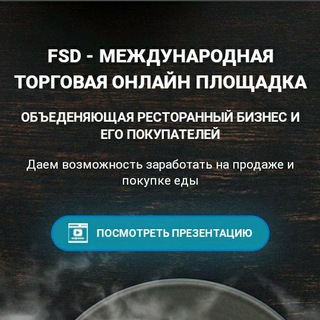 FSD - МЕЖДУНАРОДНАЯ
ТОРГОВАЯ ОНЛАЙН ПЛОЩАДКА
ОБЪЕДЕНЯЮЩАЯ РЕСТОРАННЫЙ БИЗНЕС И
ЕГО ПОКУПАТЕЛЕЙ
Даем возможность заработать на продаже и
покупке еды
ПОСМОТРЕТЬ ПРЕЗЕНТАЦИЮ